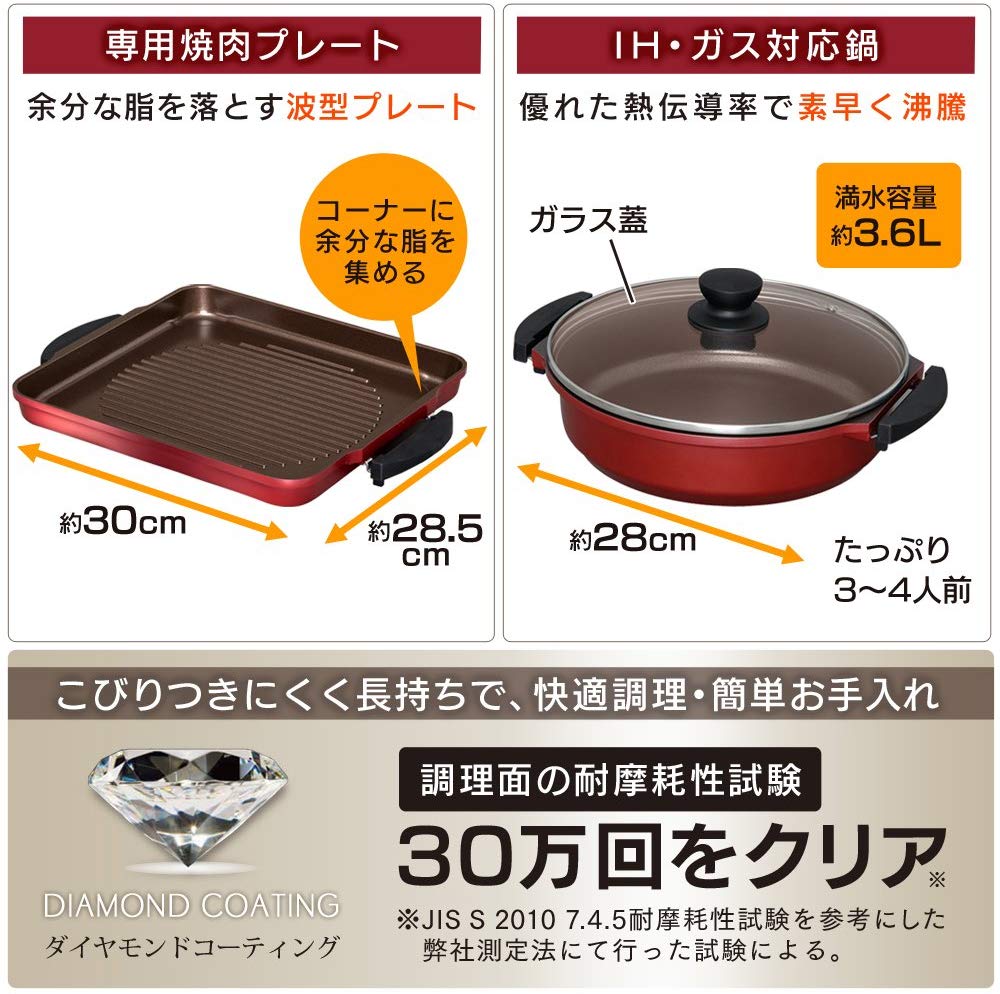 専用焼肉プレート
余分な脂を落とす波型プレート
コーナーに
余分な脂を
集める
約30cm
約28.5
cm
IH・ガス対応鍋
優れた熱伝導率で素早く沸騰
ガラス蓋
満水容量
約3.6L
約28cm
たっぷり
3〜4人前
こびりつきにくく長持ちで、快適調理・簡単お手入れ
DIAMOND COATING
ダイヤモンドコーティング
調理面の耐摩耗性試験
30万回をクリア※
※JIS S 2010 7.4.5耐摩耗性試験を参考にした
弊社測定法にて行った試験による。